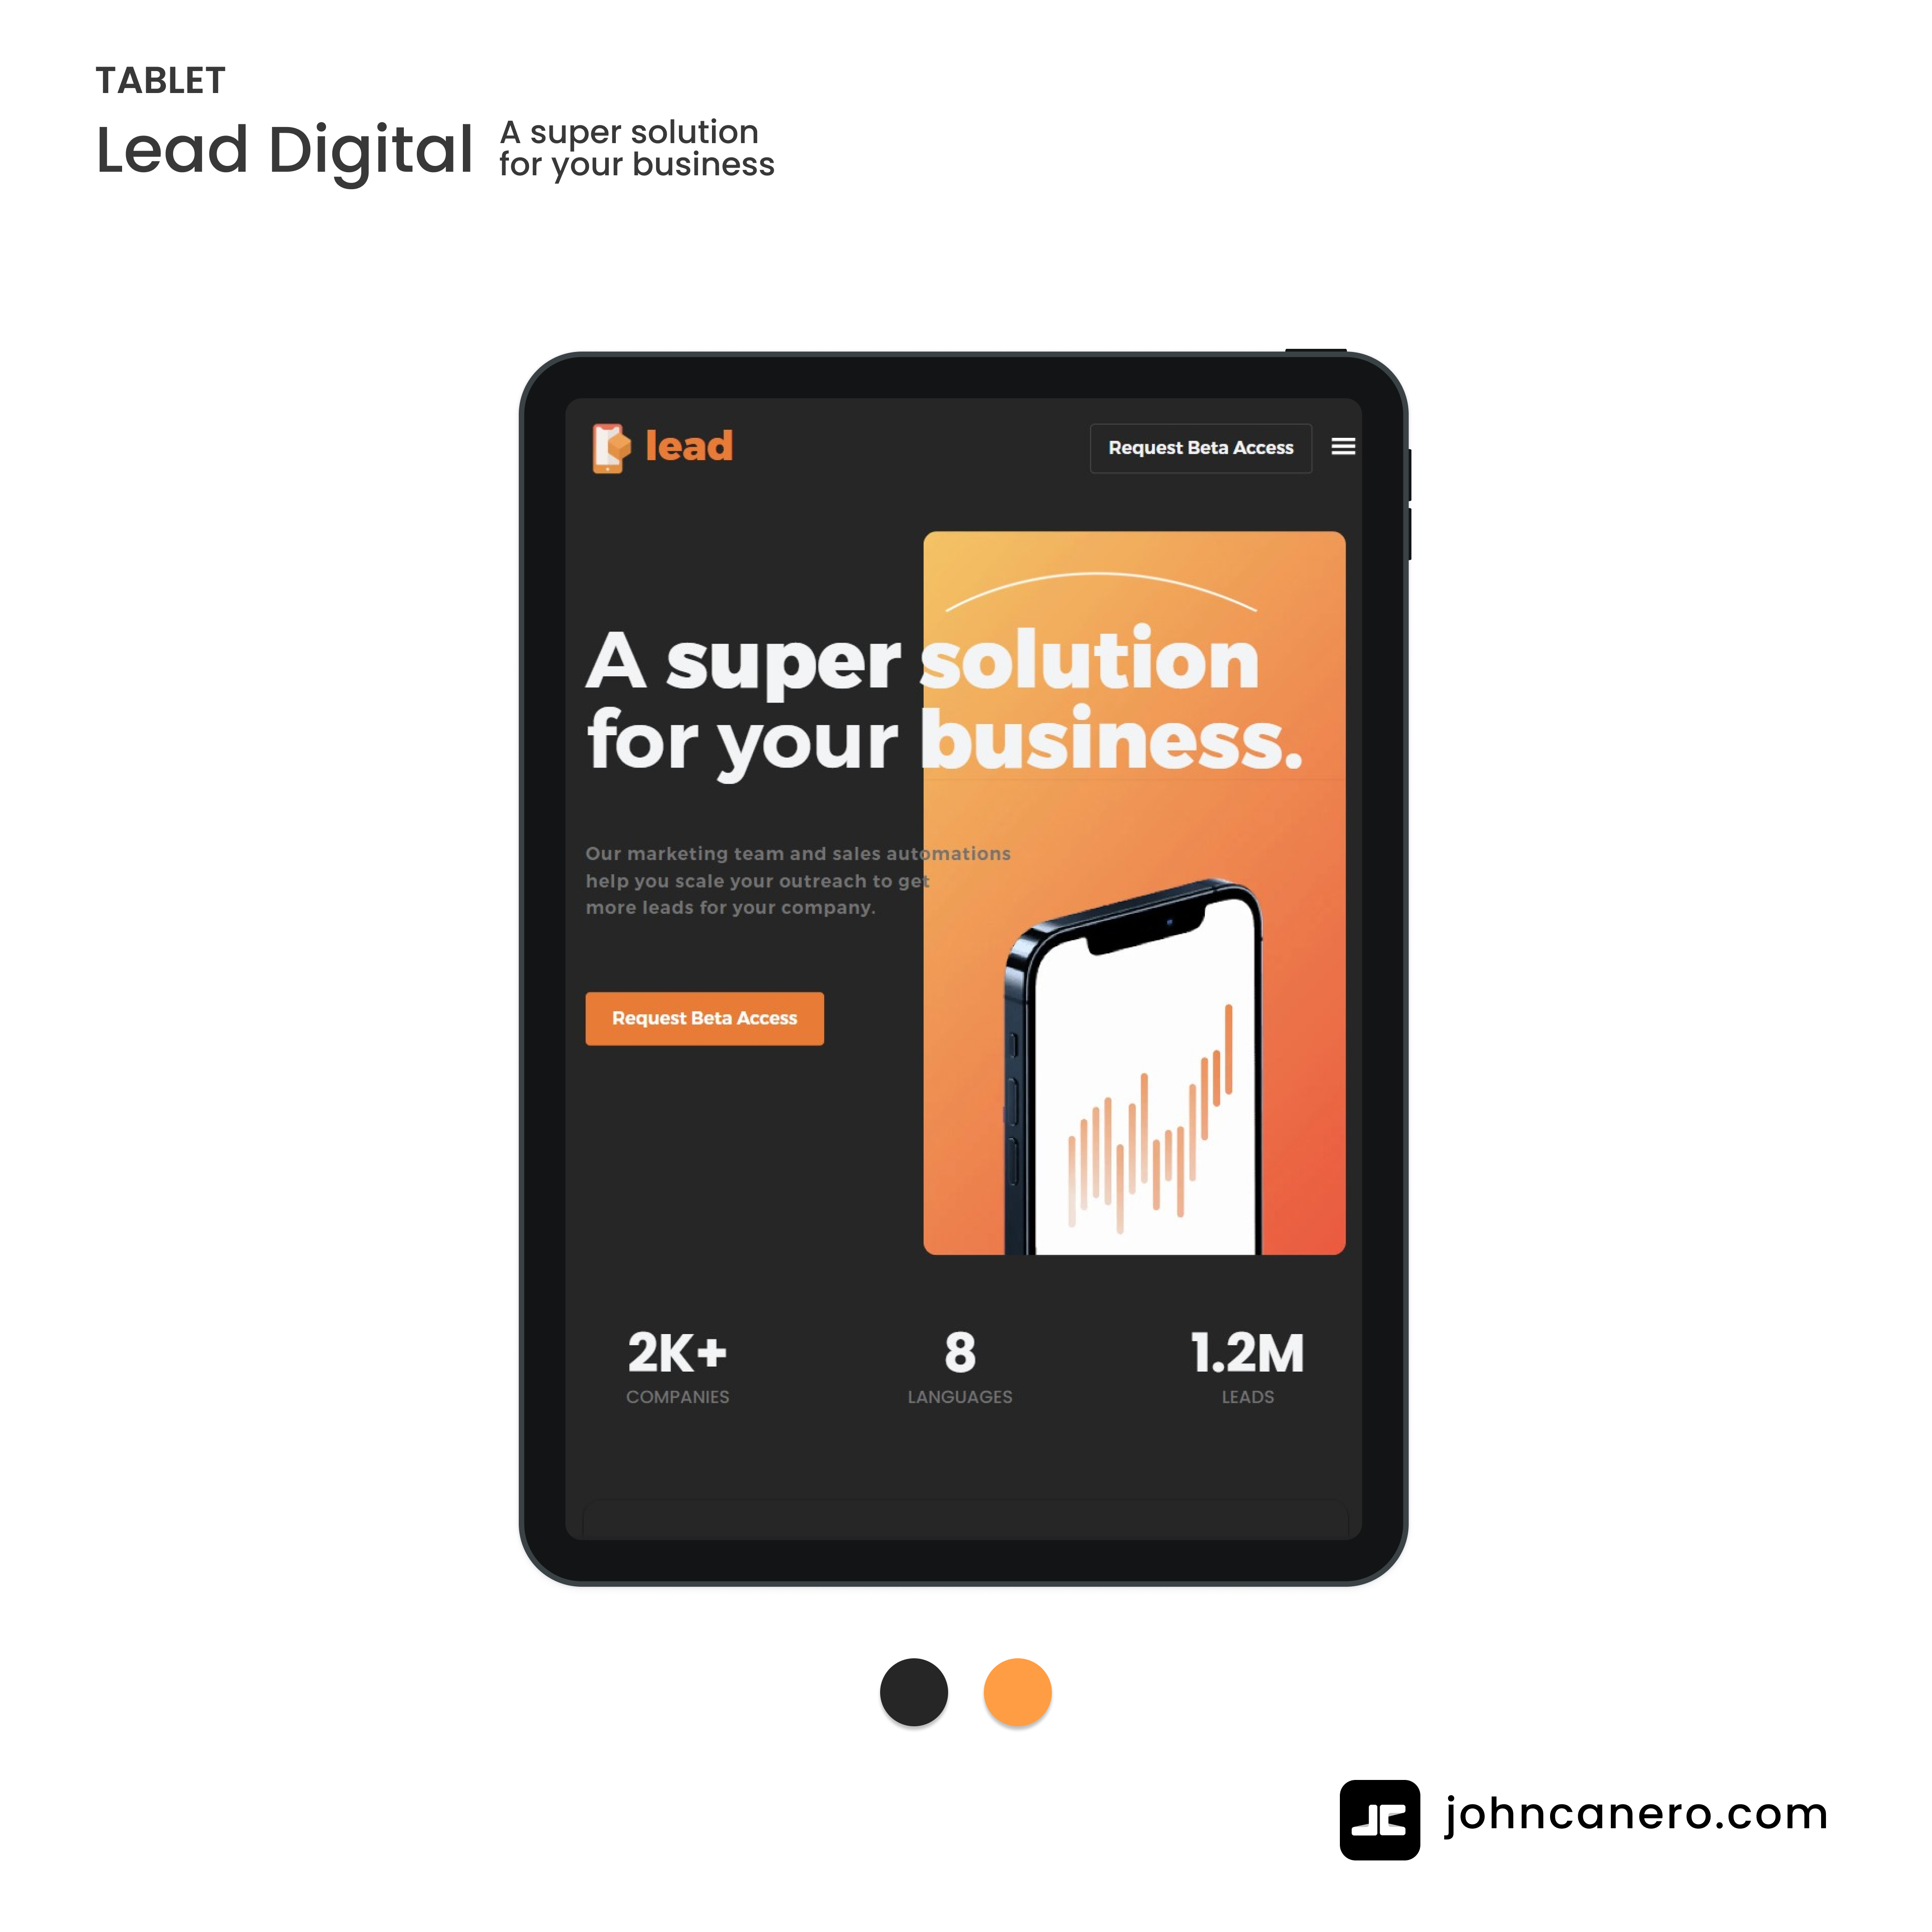 TABLET
Lead Digital
A super solution
for your business
lead
Request Beta Access
A super solution
for your business.
Our marketing team and sales automations
help you scale your outreach to get
more leads for your company.
Request Beta Access
2K+
COMPANIES
8
LANGUAGES
1.2M
LEADS
JC
johncanero.com